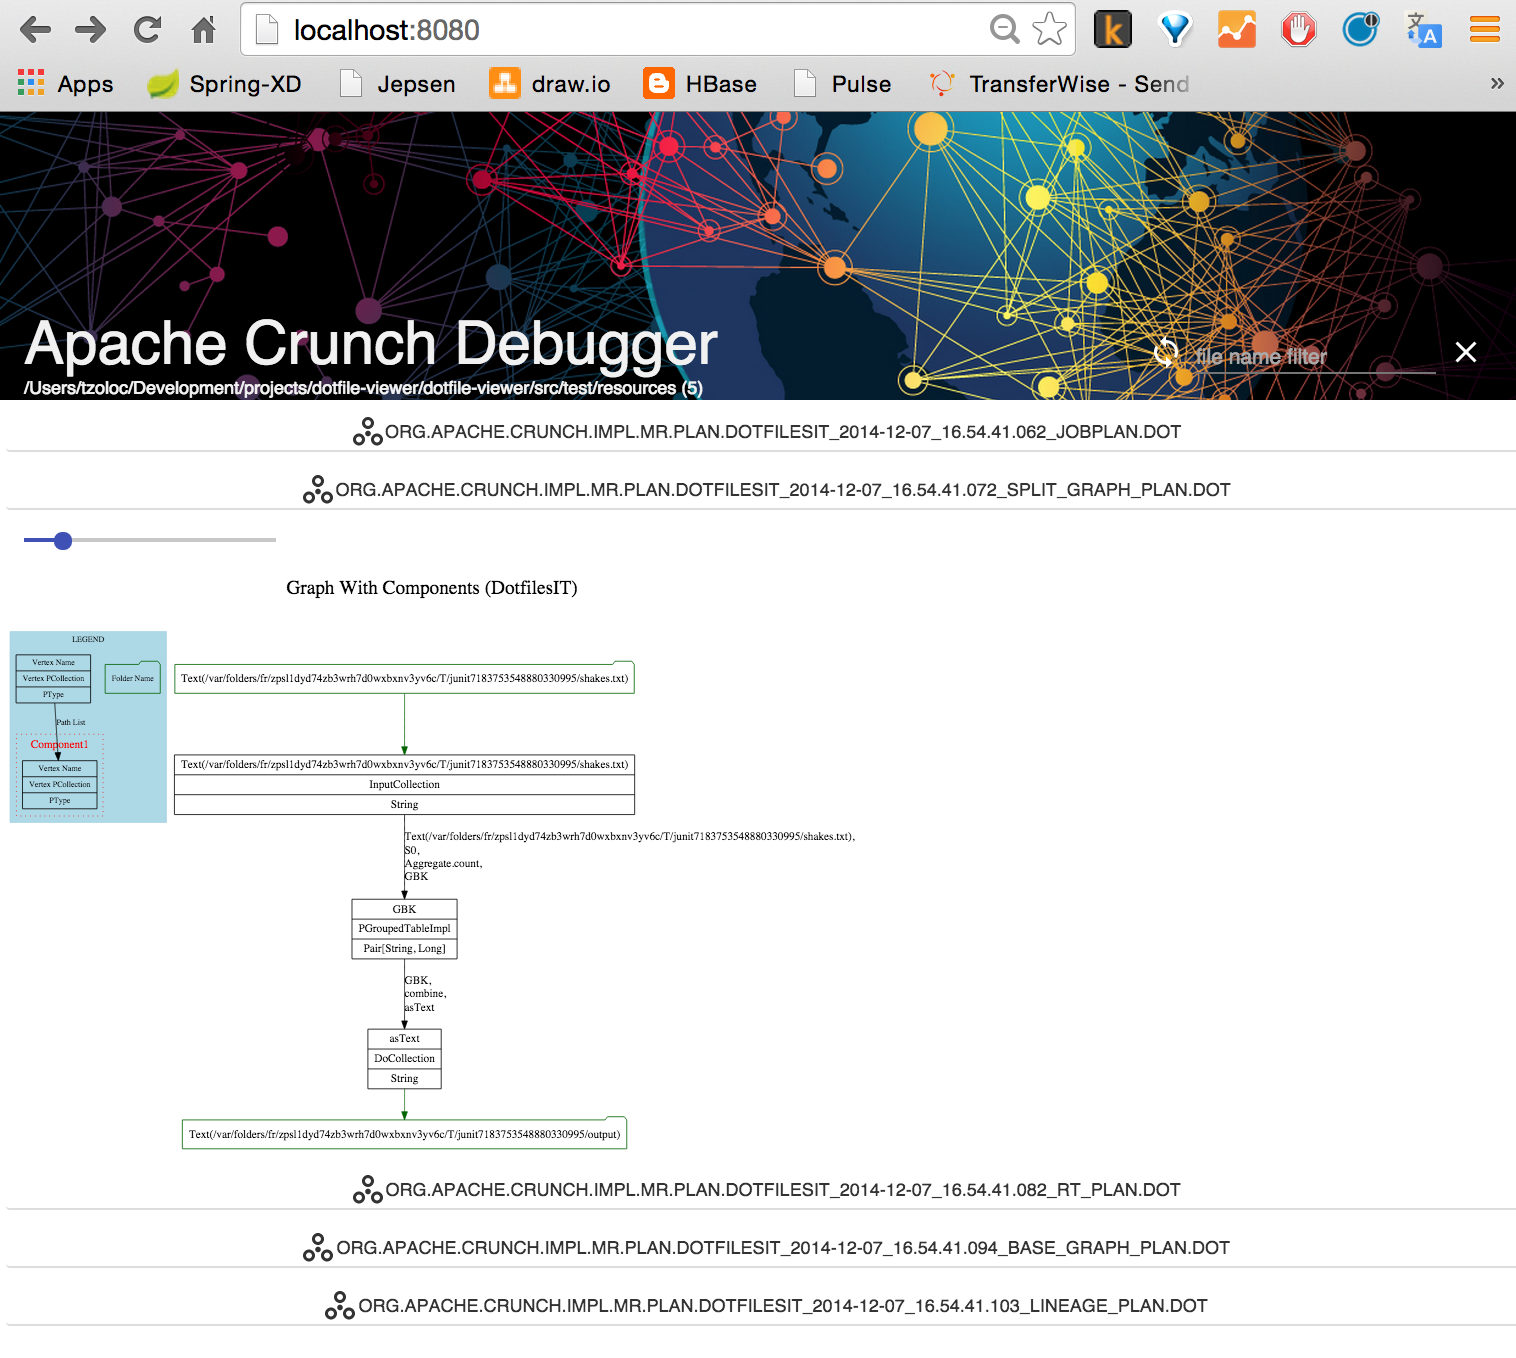 localhost:8080
Apps Spring-XD Jepsen draw.io HBase Pulse TransferWise - Send »
Apache Crunch Debugger
/Users/tzoloc/Development/projects/dotfile-viewer/dotfile-viewer/src/test/resources (5)
file name filter
ORG.APACHE.CRUNCH.IMPL.MR.PLAN.DOTFILESIT_2014-12-07_16.54.41.062_JOBPLAN.DOT
ORG.APACHE.CRUNCH.IMPL.MR.PLAN.DOTFILESIT_2014-12-07_16.54.41.072_SPLIT_GRAPH_PLAN.DOT
Graph With Components (DotfilesIT)
LEGEND
Vertex Name
Vertex PCollection
PType
Folder Name
Path List
Component1
Vertex Name
Vertex PCollection
PType
Text(/var/folders/fr/zpsl1dyd74zb3wrh7d0wxbxnv3yv6c/T/junit7183753548880330995/shakes.txt)
Text(/var/folders/fr/zpsl1dyd74zb3wrh7d0wxbxnv3yv6c/T/junit7183753548880330995/shakes.txt)
InputCollection
String
Text(/var/folders/fr/zpsl1dyd74zb3wrh7d0wxbxnv3yv6c/T/junit7183753548880330995/shakes.txt),
S0,
Aggregate.count,
GBK
GBK
PGroupedTableImpl
Pair[String, Long]
GBK,
combine,
asText
asText
DoCollection
String
Text(/var/folders/fr/zpsl1dyd74zb3wrh7d0wxbxnv3yv6c/T/junit7183753548880330995/output)
ORG.APACHE.CRUNCH.IMPL.MR.PLAN.DOTFILESIT_2014-12-07_16.54.41.082_RT_PLAN.DOT
ORG.APACHE.CRUNCH.IMPL.MR.PLAN.DOTFILESIT_2014-12-07_16.54.41.094_BASE_GRAPH_PLAN.DOT
ORG.APACHE.CRUNCH.IMPL.MR.PLAN.DOTFILESIT_2014-12-07_16.54.41.103_LINEAGE_PLAN.DOT